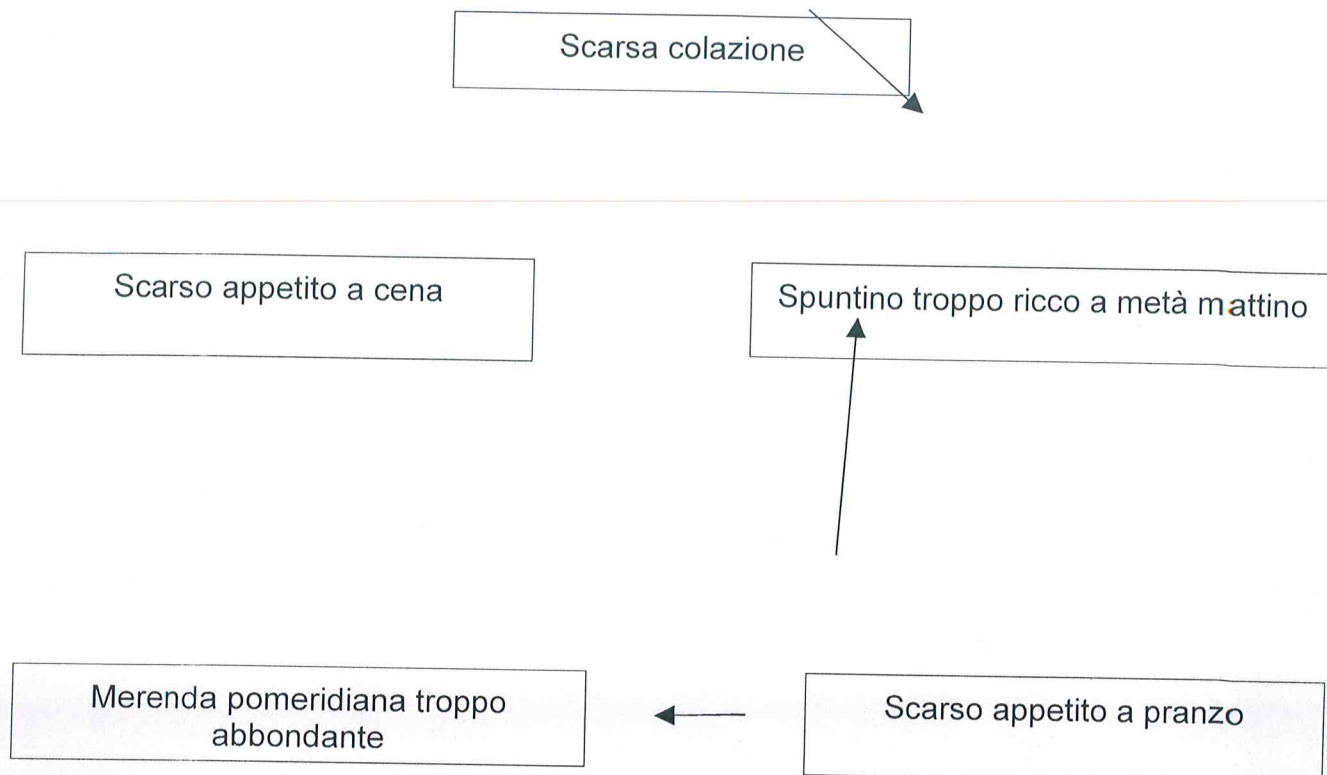 Scarsa colazione
Scarso appetito a cena
Spuntino troppo ricco a metà mattino
Merenda pomeridiana troppo
abbondante
Scarso appetito a pranzo